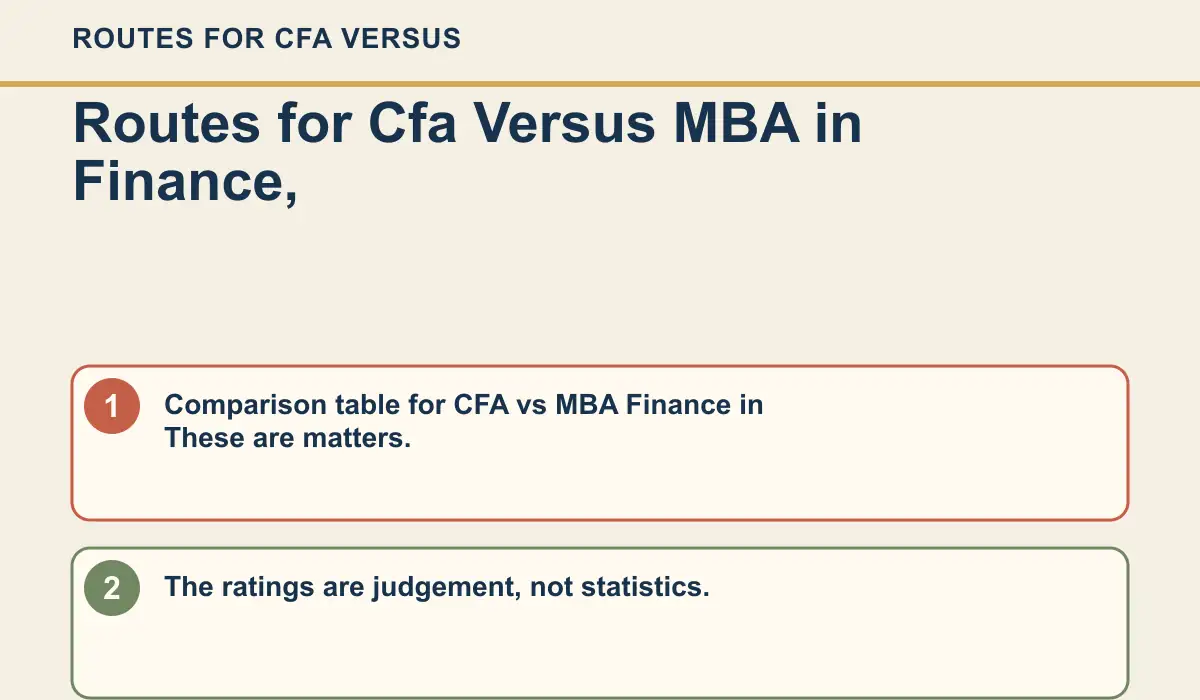 ROUTES FOR CFA VERSUS
Routes for Cfa Versus MBA in
Finance,
1
Comparison table for CFA vs MBA Finance in
These are matters.
2
The ratings are judgement, not statistics.